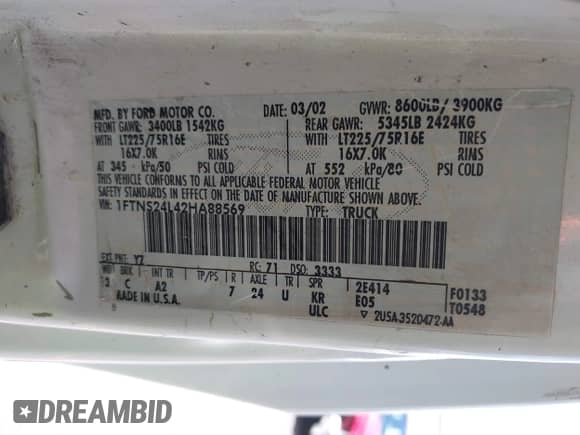 MFD. BY FORD MOTOR CO. DATE: 03/02 GVWR: 8600LB/ 3900KG
FRONT GAWR: 3400LB 1542KG REAR GAWR: 5345LB 2424KG
WITH LT225/75R16E TIRES WITH LT225/75R16E TIRES
16X7.0K RIMS 16X7.0K RIMS
AT 345 kPa/50 PSI COLD AT 552 kPa/80 PSI COLD
THIS VEHICLE CONFORMS TO ALL APPLICABLE FEDERAL MOTOR VEHICLE
SAFETY STANDARDS IN EFFECT ON THE DATE OF MANUFACTURE SHOWN ABOVE.
VIN: 1FTNS24L42HA88569 TYPE: TRUCK
EXT PNT: YZ RC: 71 DSO: 3333
WB BRK INT TR TP/PS R AXLE TR SPR
C A2 7 24 U KR 2E414 F0133
E05 T0548
MADE IN U.S.A. ULC ▽ 2USA-3520472-AA
DREAMBID